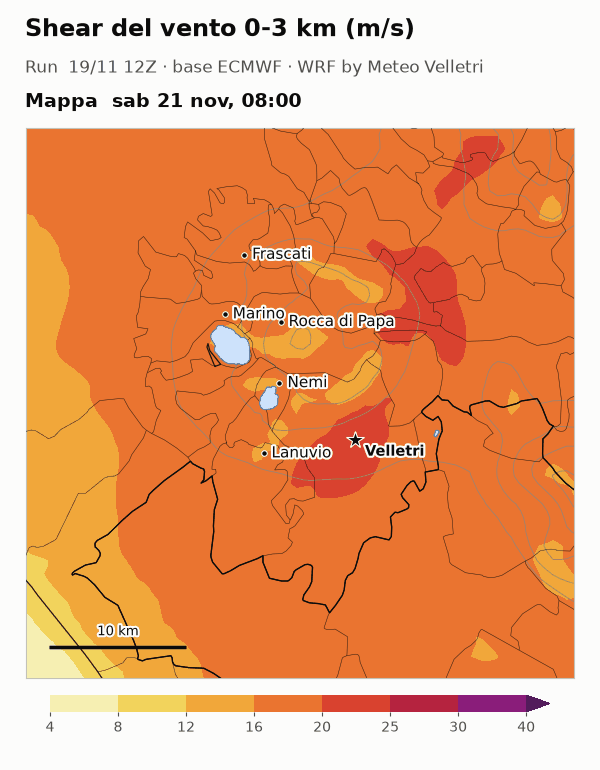 Shear del vento 0-3 km (m/s)
Run  19/11 12Z · base ECMWF · WRF by Meteo Velletri
Mappa  sab 21 nov, 08:00
Frascati
Marino
Rocca di Papa
Nemi
Velletri
Lanuvio
10 km
4 8 12 16 20 25 30 40